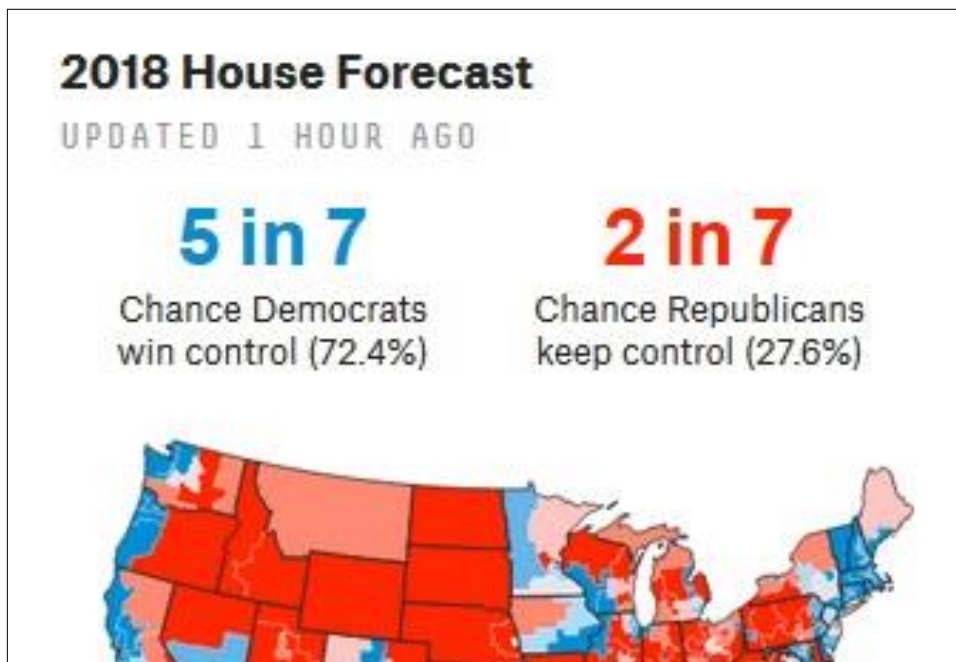 2018 House Forecast
UPDATED 1 HOUR AGO
5 in 7
Chance Democrats
win control (72.4%)
2 in 7
Chance Republicans
keep control (27.6%)